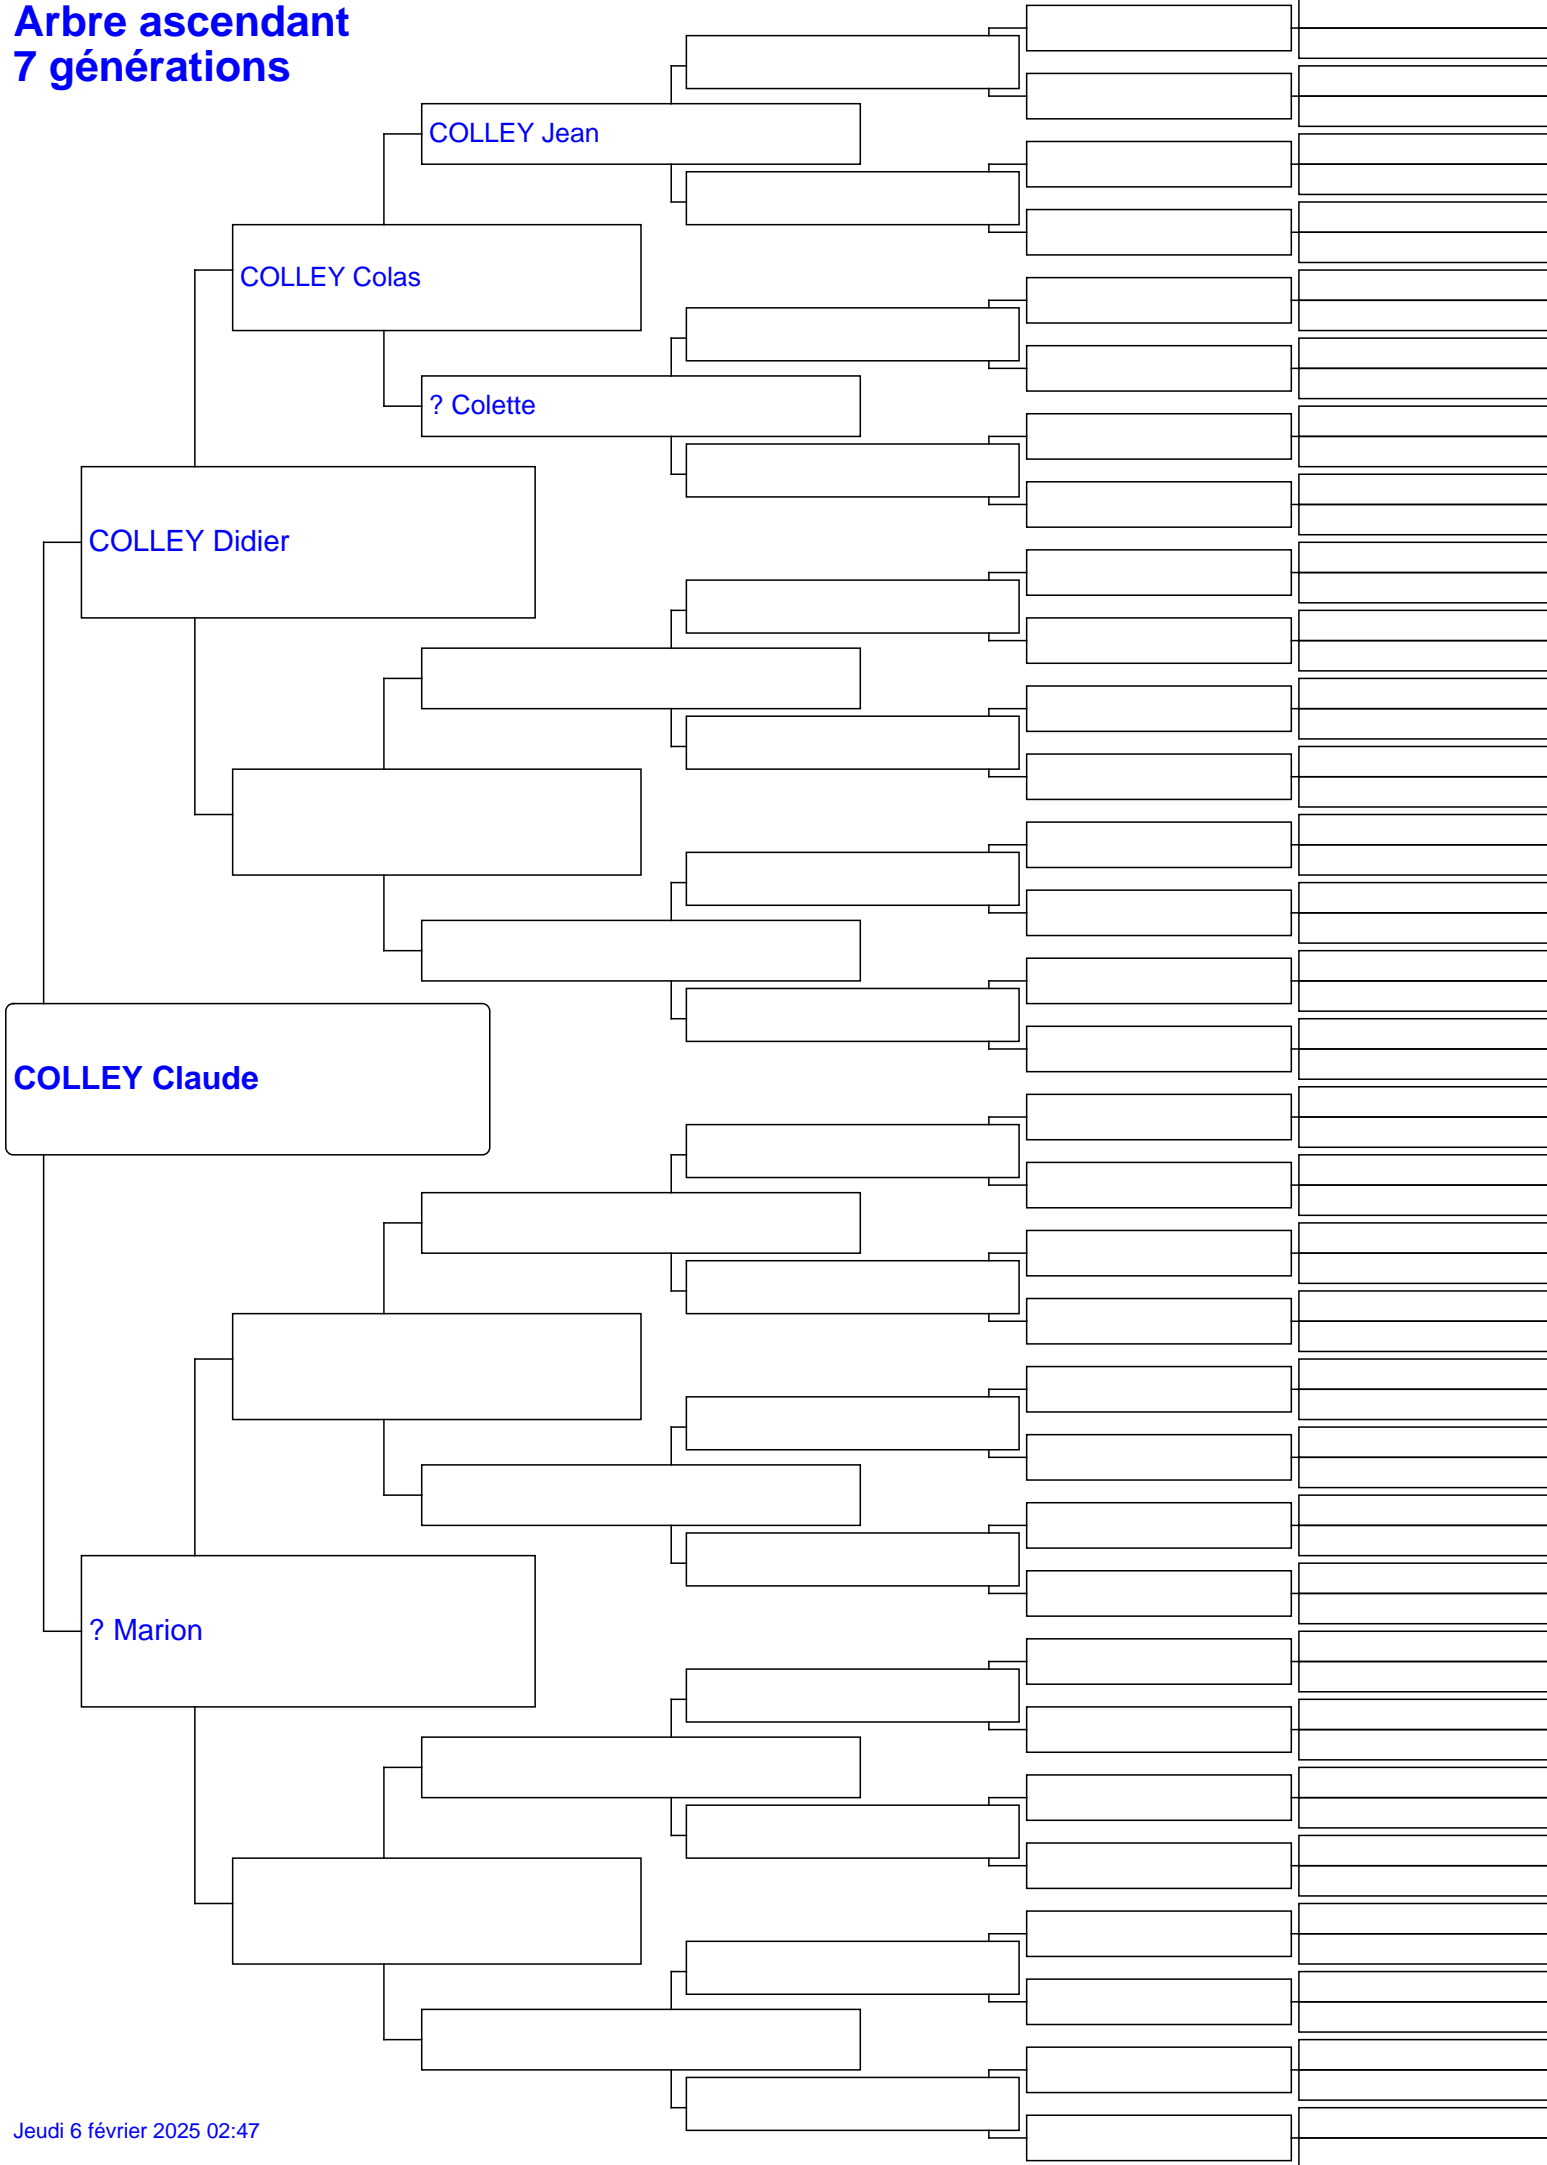 Arbre ascendant
7 générations
COLLEY Jean
COLLEY Colas
? Colette
COLLEY Didier
COLLEY Claude
? Marion
Jeudi 6 février 2025 02:47